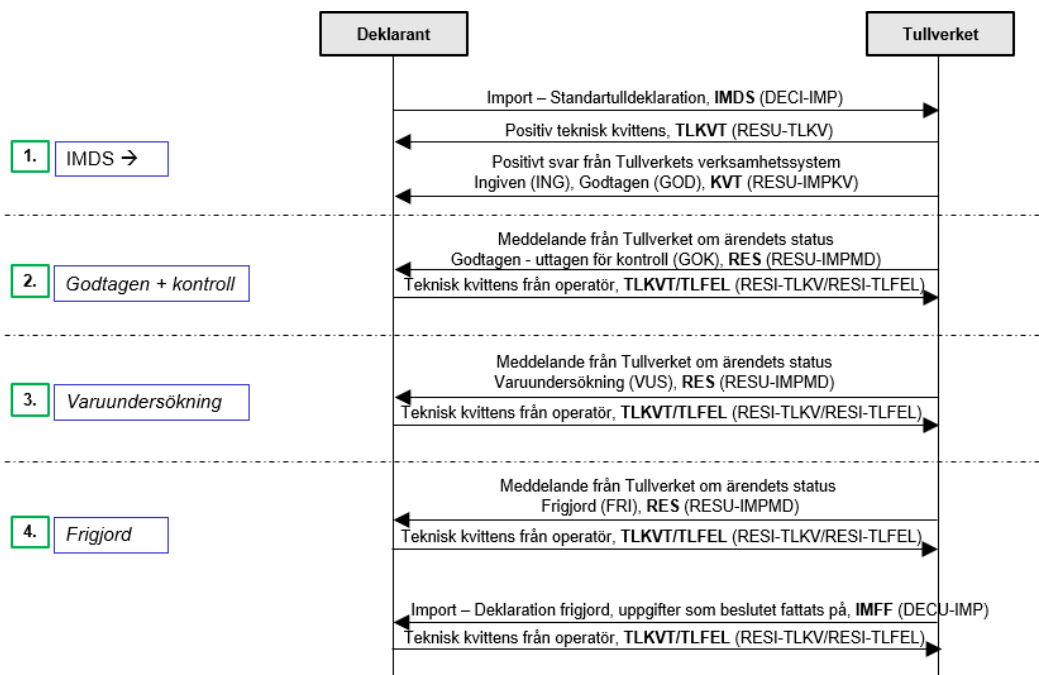 Deklarant
Tullverket
Import – Standartulldeklaration, IMDS (DECI-IMP)
Positiv teknisk kvittens, TLKVT (RESU-TLKV)
1.
IMDS →
Positivt svar från Tullverkets verksamhetssystem
Ingiven (ING), Godtagen (GOD), KVT (RESU-IMPKV)
Meddelande från Tullverket om ärendets status
Godtagen - uttagen för kontroll (GOK), RES (RESU-IMPMD)
2.
Godtagen + kontroll
Teknisk kvittens från operatör, TLKVT/TLFEL (RESI-TLKV/RESI-TLFEL)
Meddelande från Tullverket om ärendets status
Varuundersökning (VUS), RES (RESU-IMPMD)
3.
Varuundersökning
Teknisk kvittens från operatör, TLKVT/TLFEL (RESI-TLKV/RESI-TLFEL)
Meddelande från Tullverket om ärendets status
Frigjord (FRI), RES (RESU-IMPMD)
4.
Frigjord
Teknisk kvittens från operatör, TLKVT/TLFEL (RESI-TLKV/RESI-TLFEL)
Import – Deklaration frigjord, uppgifter som beslutet fattats på, IMFF (DECU-IMP)
Teknisk kvittens från operatör, TLKVT/TLFEL (RESI-TLKV/RESI-TLFEL)